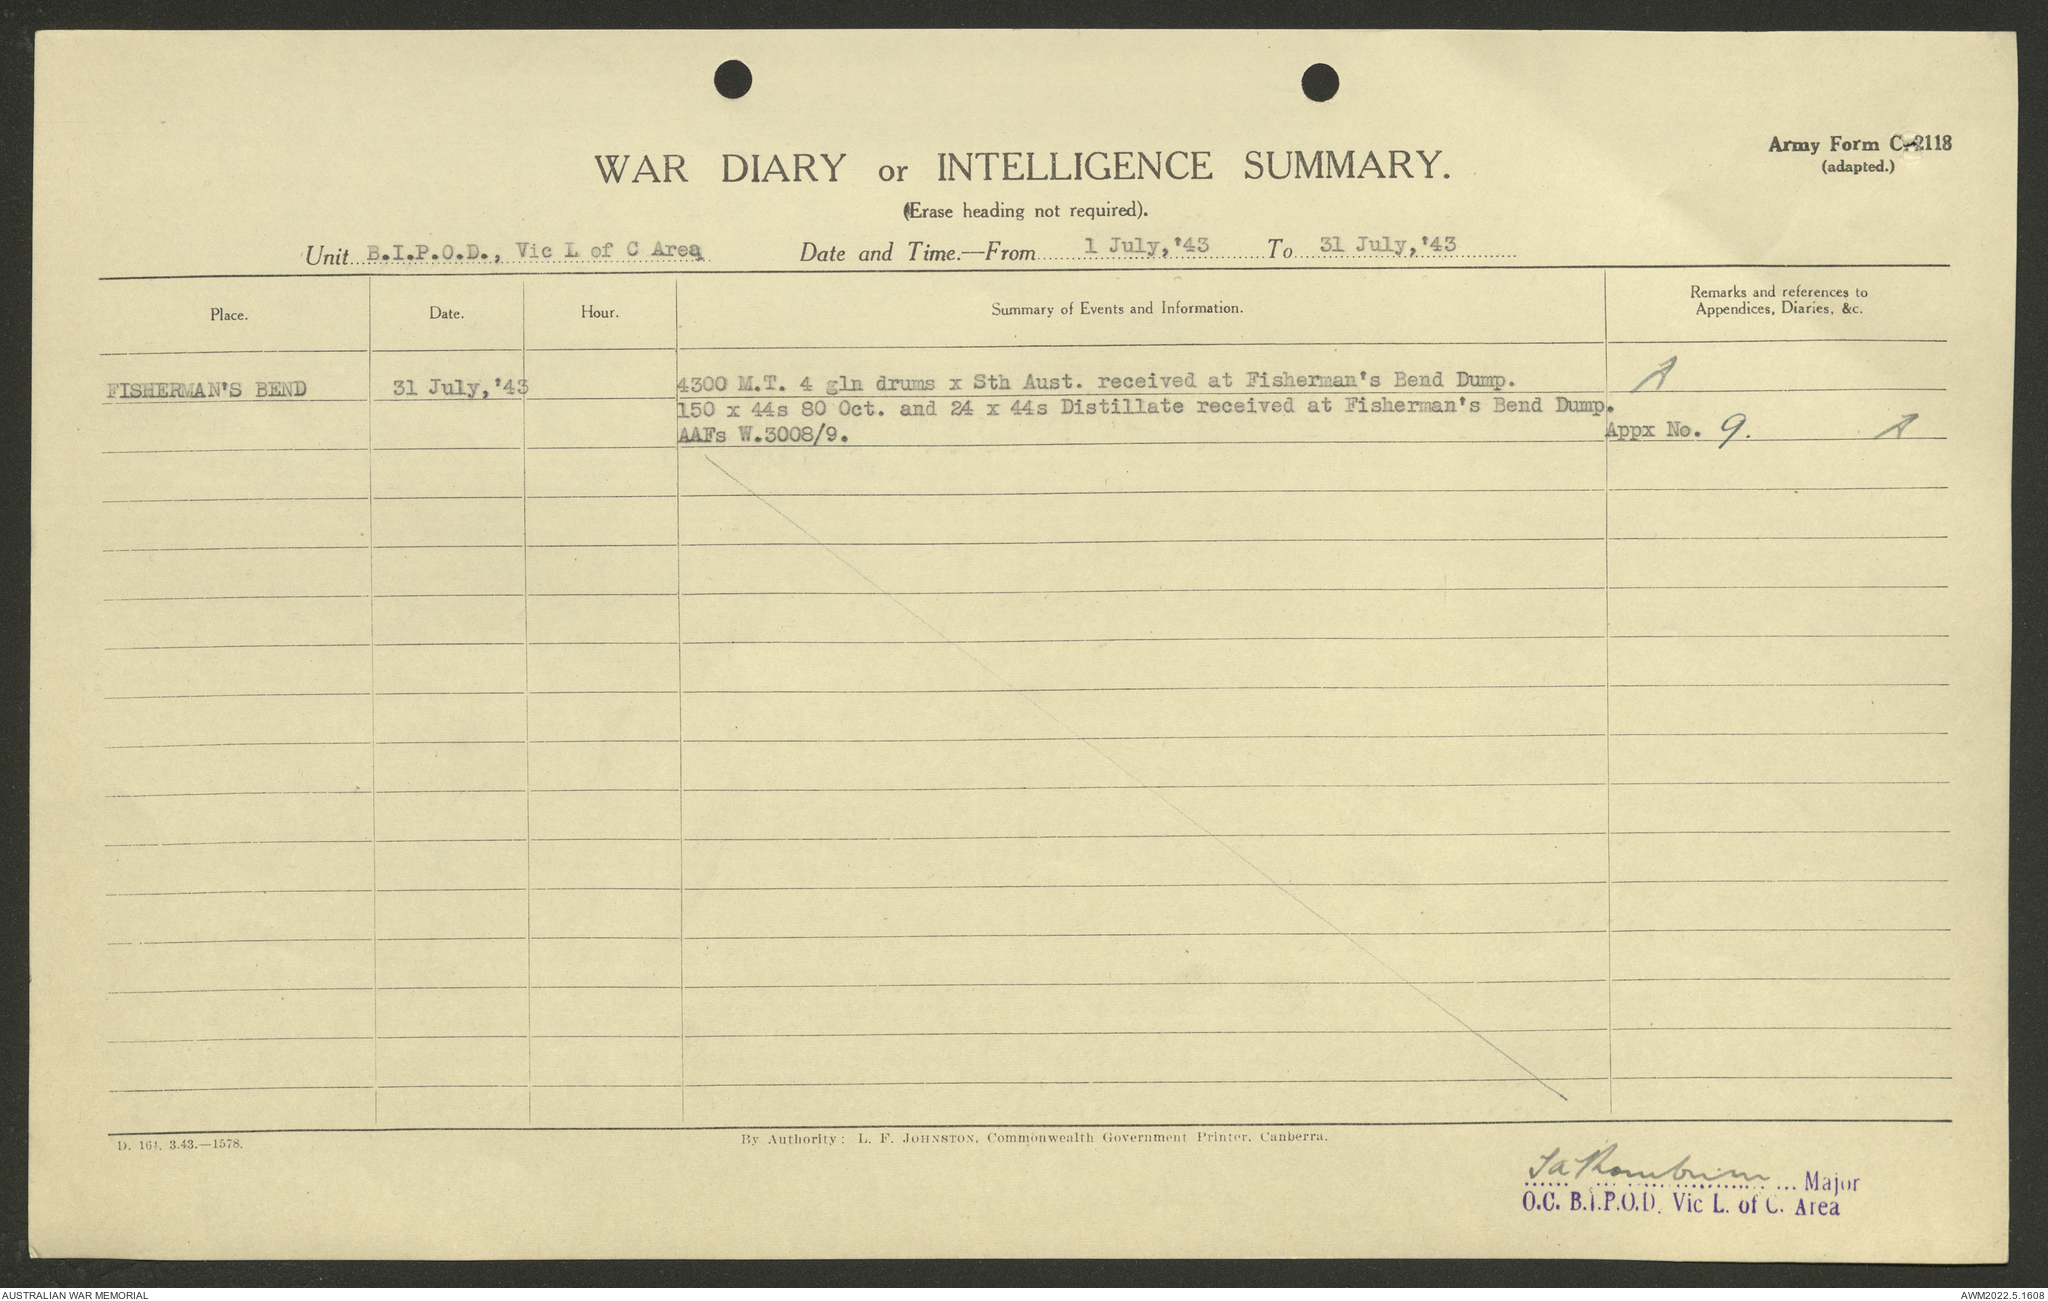 Army Form C. 2118
(adapted.)
WAR DIARY or INTELLIGENCE SUMMARY.
(Erase heading not required).
Unit B.I.P.O.D., Vic L of C Area Date and Time.—From 1 July,'43 To 31 July,'43
Place. Date. Hour. Summary of Events and Information. Remarks and references to
Appendices, Diaries, &c.
FISHERMAN'S BEND 31 July,'43 4300 M.T. 4 gln drums x Sth Aust. received at Fisherman's Bend Dump.
150 x 44s 80 Oct. and 24 x 44s Distillate received at Fisherman's Bend Dump.
AAFs W.3008/9. Appx No. 9.
D. 164. 3.43.—1578. By Authority: L. F. JOHNSTON, Commonwealth Government Printer, Canberra.
Major
O.C. B.I.P.O.D. Vic L. of C. Area
AUSTRALIAN WAR MEMORIAL AWM2022.5.1608